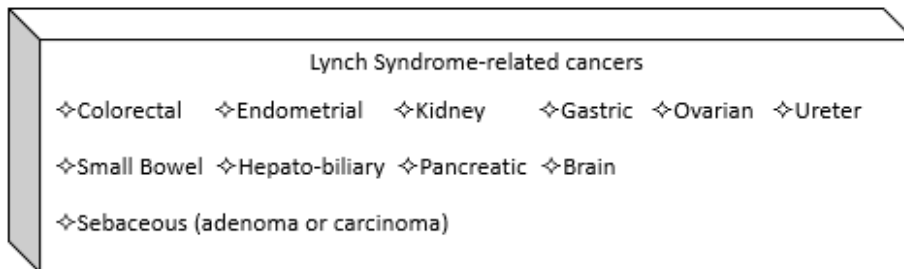 Lynch Syndrome-related cancers
✧Colorectal ✧Endometrial ✧Kidney ✧Gastric ✧Ovarian ✧Ureter
✧Small Bowel ✧Hepato-biliary ✧Pancreatic ✧Brain
✧Sebaceous (adenoma or carcinoma)